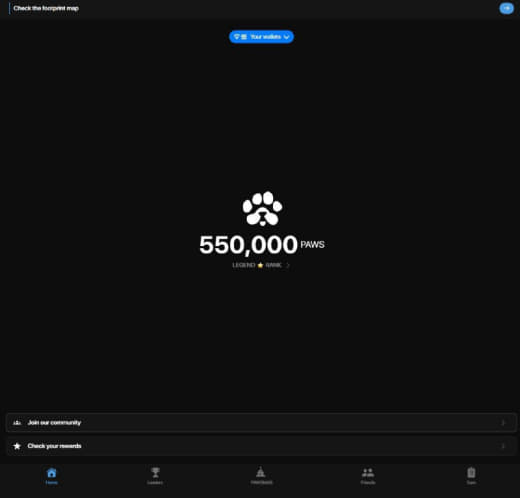 Check the footprint map
Your wallets
550,000 PAWS
LEGEND ⭐ RANK
Join our community
Check your rewards
Home
Leaders
Friends
Earn